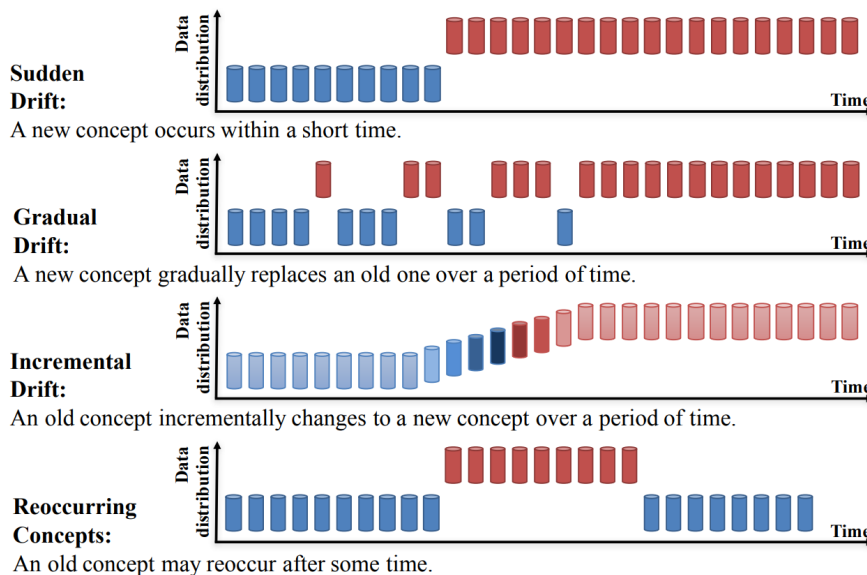 Data
distribution
Sudden
Drift:
Time
A new concept occurs within a short time.
Data
distribution
Gradual
Drift:
Time
A new concept gradually replaces an old one over a period of time.
Data
distribution
Incremental
Drift:
Time
An old concept incrementally changes to a new concept over a period of time.
Data
distribution
Reoccurring
Concepts:
Time
An old concept may reoccur after some time.